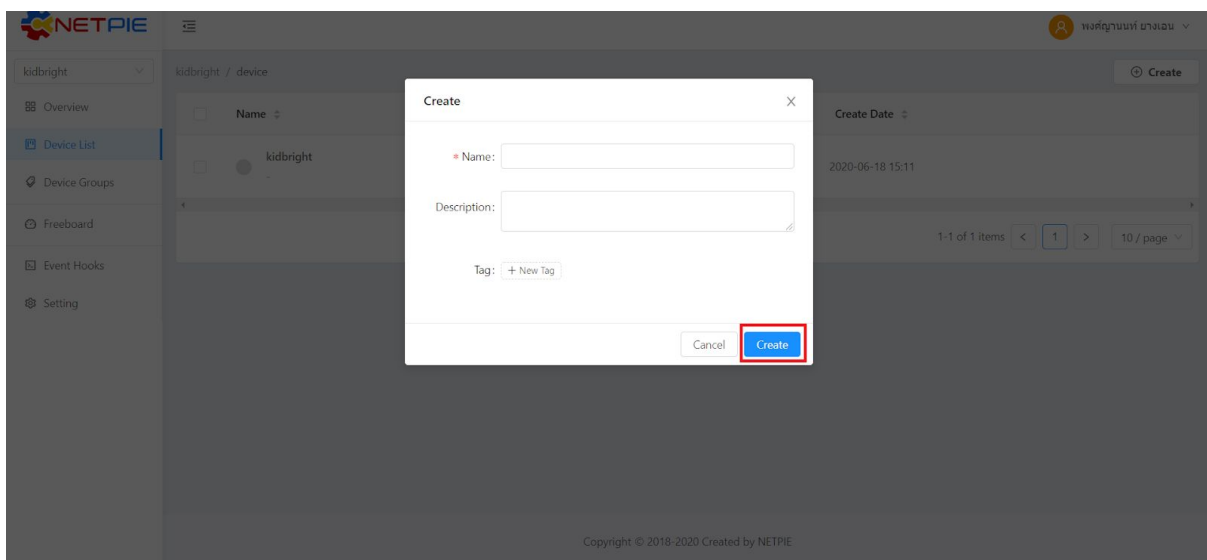 NETPIE
พงศ์ญานนท์ ยางเอน
kidbright
kidbright / device
Create
Overview
Device List
Device Groups
Freeboard
Event Hooks
Setting
Name
Create Date
kidbright
-
2020-06-18 15:11
1-1 of 1 items < 1 > 10 / page
Create
* Name:
Description:
Tag: + New Tag
Cancel Create
Copyright © 2018-2020 Created by NETPIE